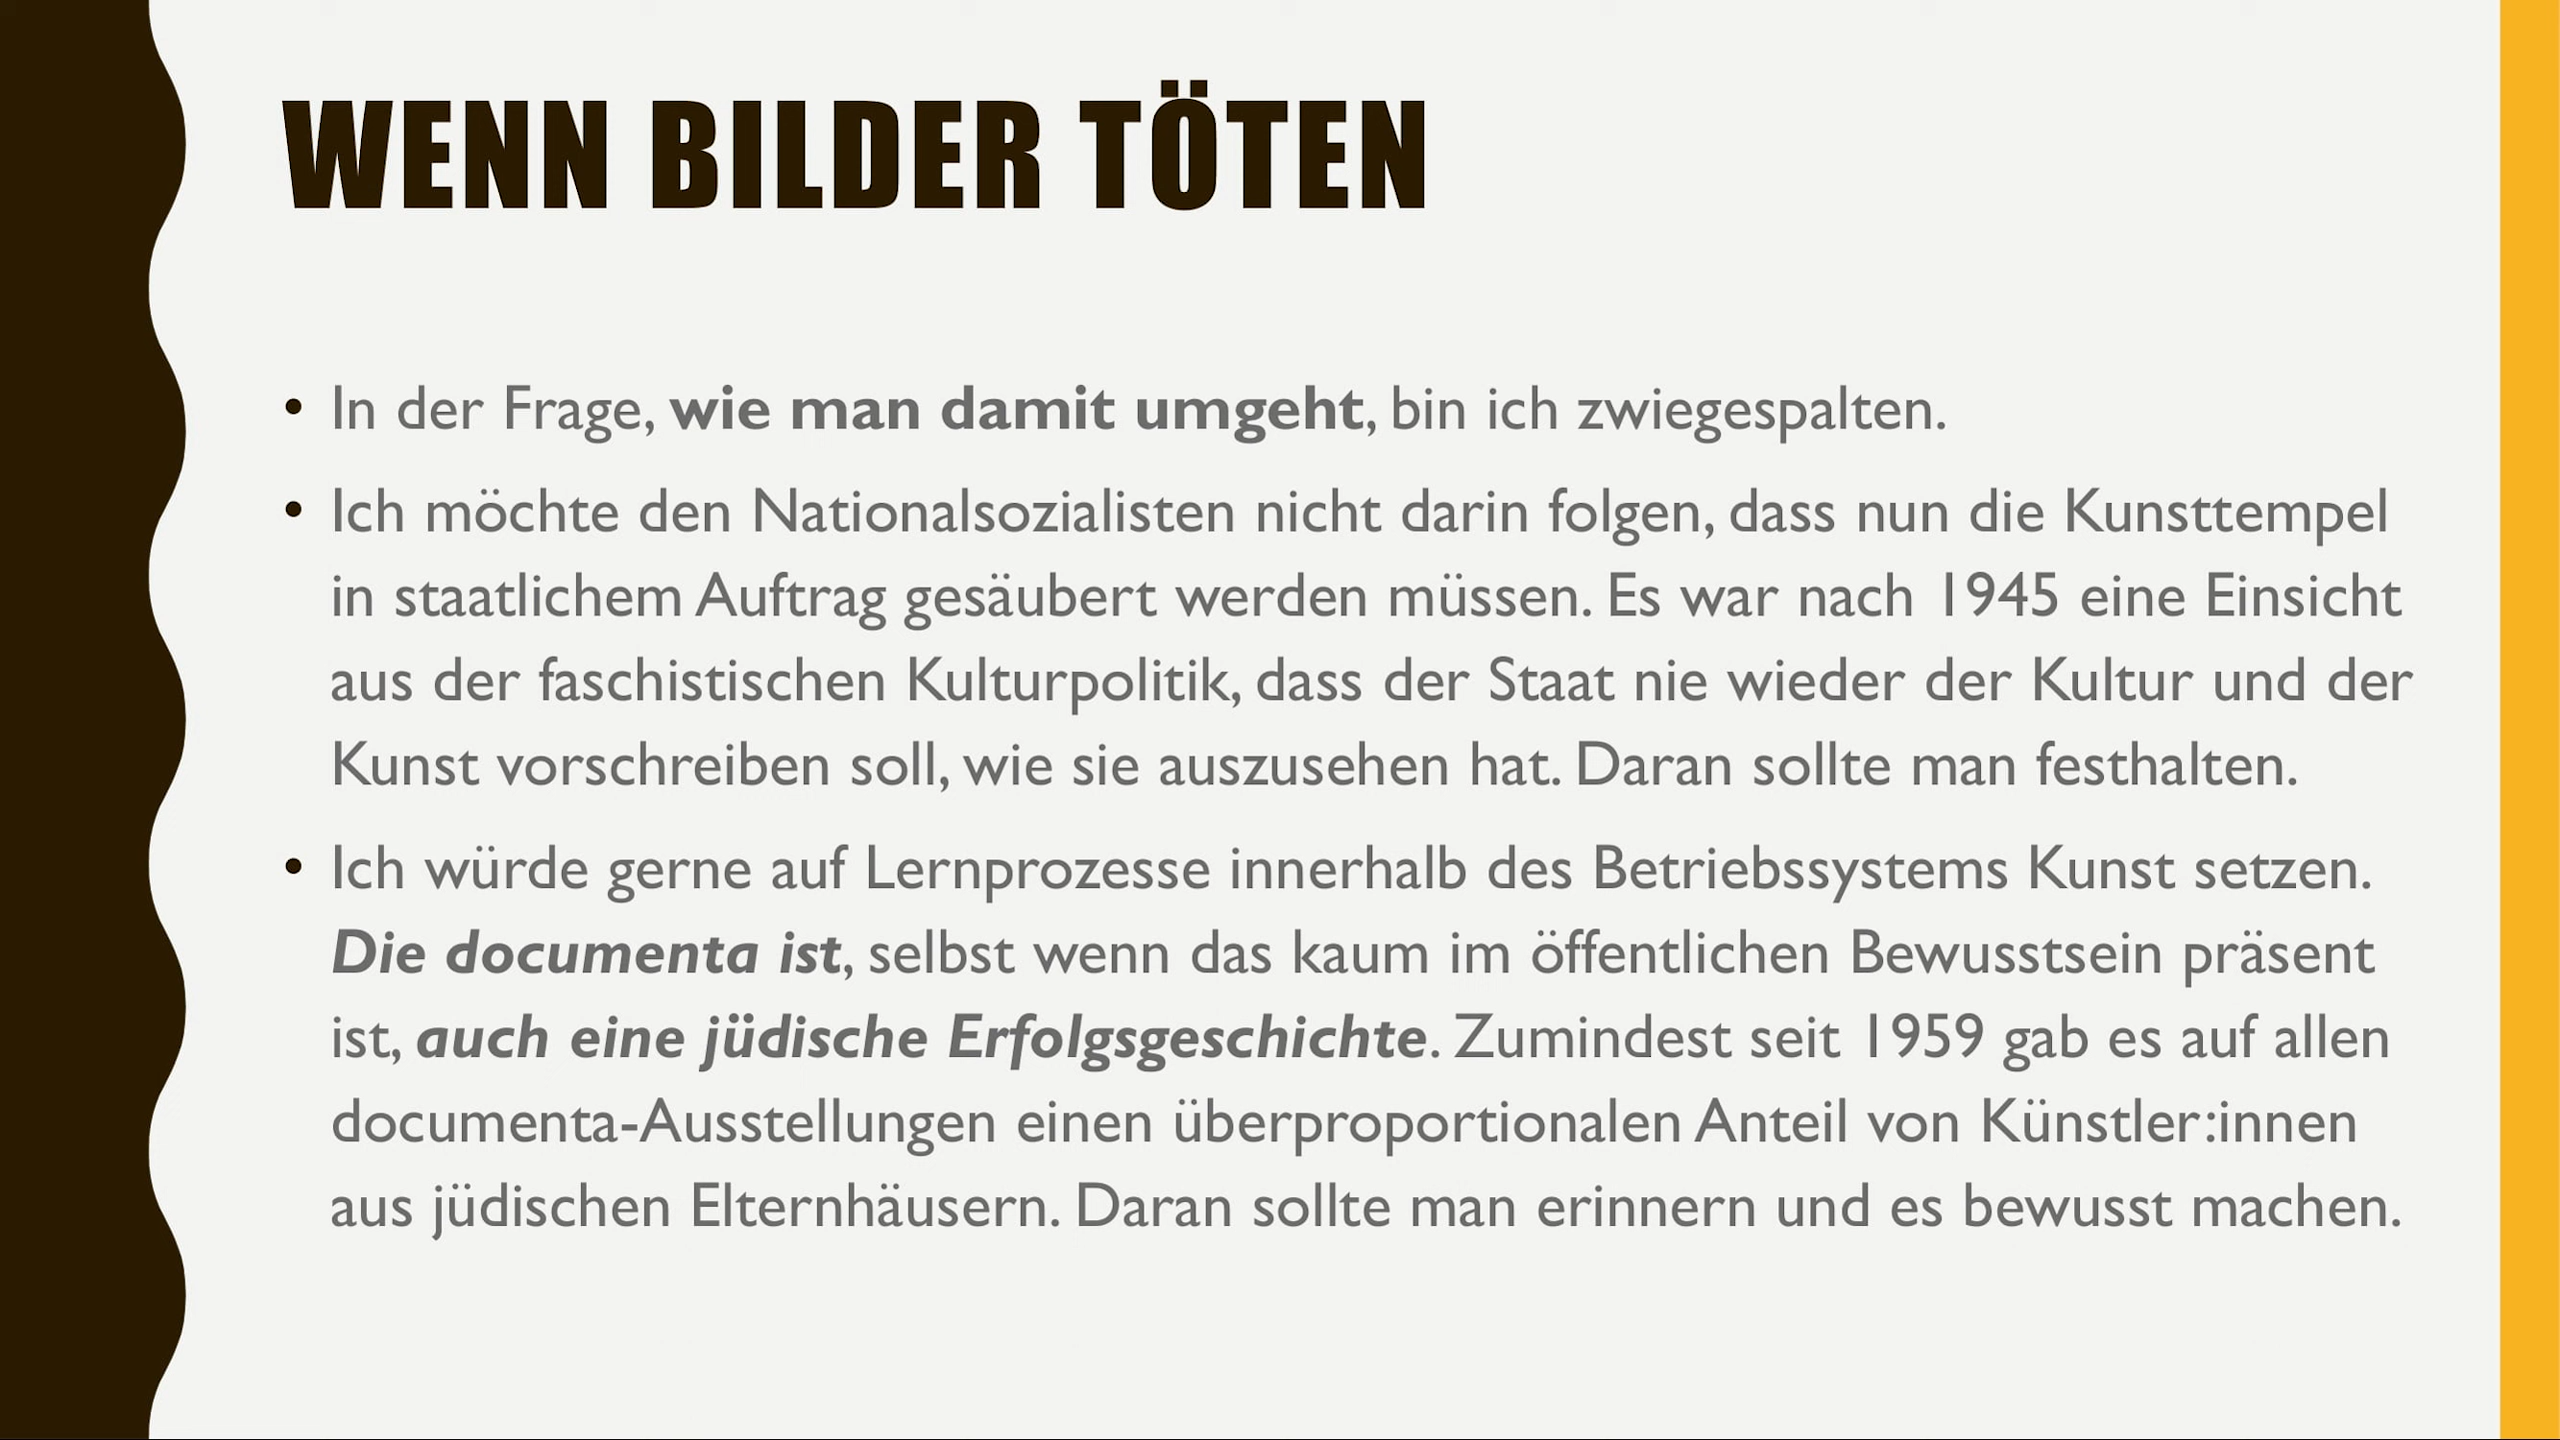 WENN BILDER TÖTEN
• In der Frage, wie man damit umgeht, bin ich zwiegespalten.
• Ich möchte den Nationalsozialisten nicht darin folgen, dass nun die Kunsttempel
in staatlichem Auftrag gesäubert werden müssen. Es war nach 1945 eine Einsicht
aus der faschistischen Kulturpolitik, dass der Staat nie wieder der Kultur und der
Kunst vorschreiben soll, wie sie auszusehen hat. Daran sollte man festhalten.
• Ich würde gerne auf Lernprozesse innerhalb des Betriebssystems Kunst setzen.
Die documenta ist, selbst wenn das kaum im öffentlichen Bewusstsein präsent
ist, auch eine jüdische Erfolgsgeschichte. Zumindest seit 1959 gab es auf allen
documenta-Ausstellungen einen überproportionalen Anteil von Künstler:innen
aus jüdischen Elternhäusern. Daran sollte man erinnern und es bewusst machen.